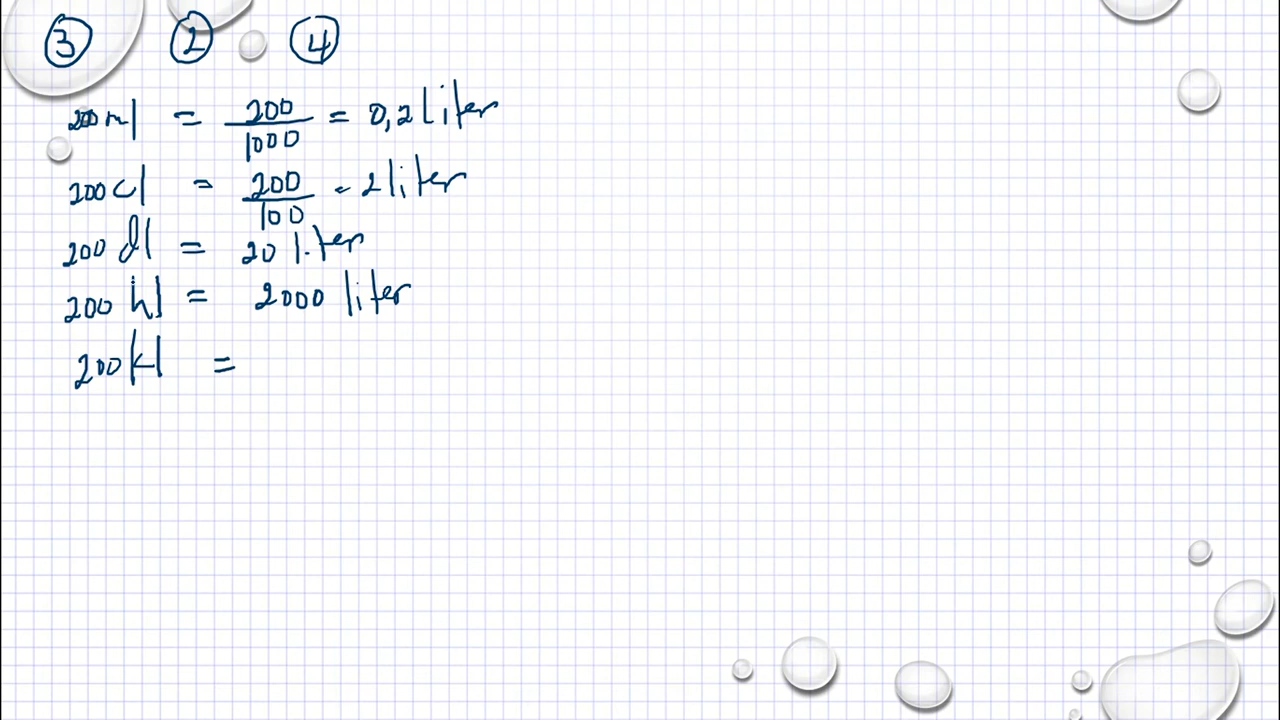 3 2 4
200 ml = 200/1000 = 0,2 liter
200 cl = 200/100 = 2 liter
200 dl = 20 liter
200 hl = 2000 liter
200 kl =